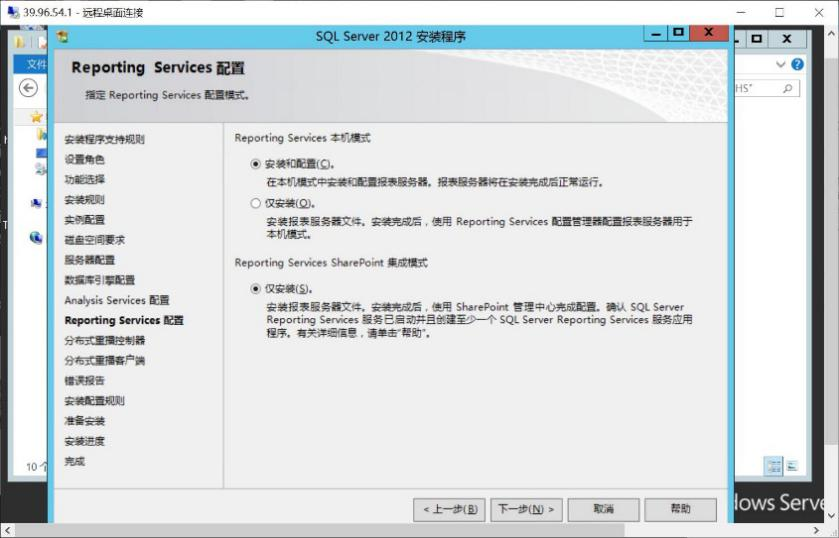 39.96.54.1 - 远程桌面连接
SQL Server 2012 安装程序
文件
Reporting Services 配置
指定 Reporting Services 配置模式。
安装程序支持规则
设置角色
功能选择
安装规则
实例配置
磁盘空间要求
服务器配置
数据库引擎配置
Analysis Services 配置
Reporting Services 配置
分布式重播控制器
分布式重播客户端
错误报告
安装配置规则
准备安装
安装进度
完成
Reporting Services 本机模式
安装和配置(C)。
在本机模式中安装和配置报表服务器。报表服务器将在安装完成后正常运行。
仅安装(O)。
安装报表服务器文件。安装完成后，使用 Reporting Services 配置管理器配置报表服务器用于
本机模式。
Reporting Services SharePoint 集成模式
仅安装(S)。
安装报表服务器文件。安装完成后，使用 SharePoint 管理中心完成配置。确认 SQL Server
Reporting Services 服务已启动并且创建至少一个 SQL Server Reporting Services 服务应用
程序。有关详细信息，请单击“帮助”。
10 个
< 上一步(B)
下一步(N) >
取消
帮助
dows Serve